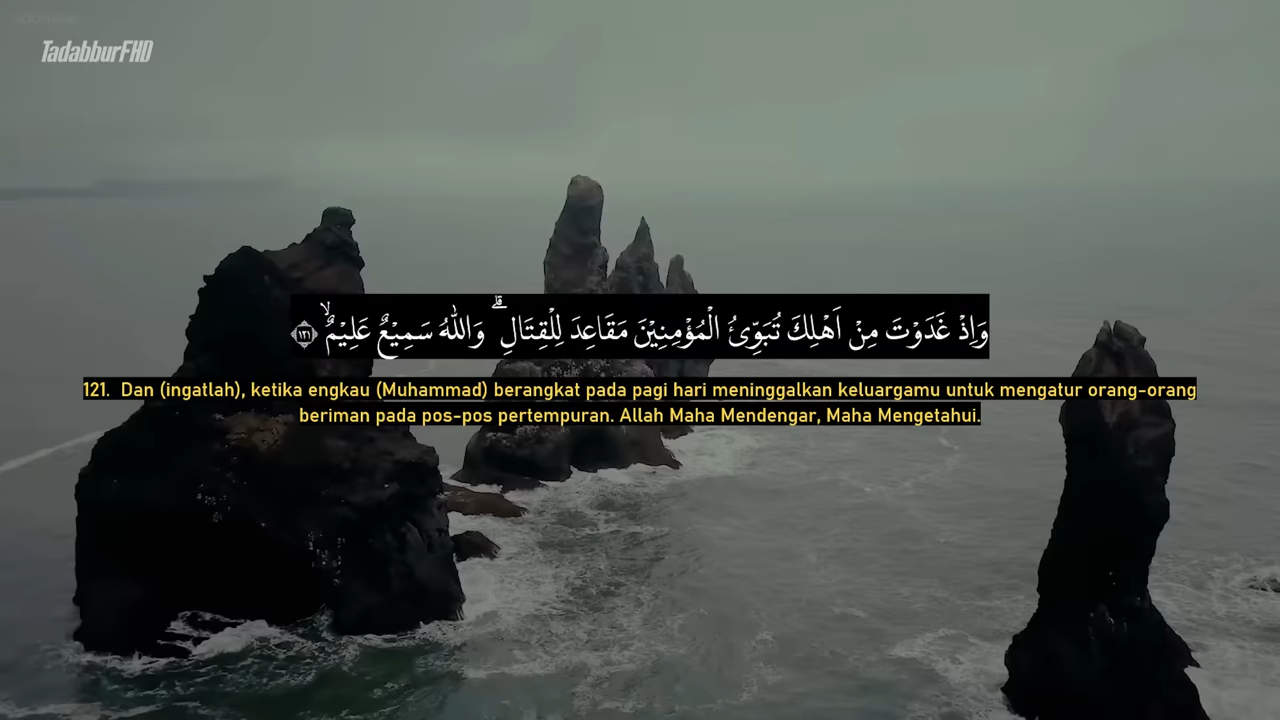 TadabburFHD
وَاِذْ غَدَوْتَ مِنْ اَهْلِكَ تُبَوِّئُ الْمُؤْمِنِيْنَ مَقَاعِدَ لِلْقِتَالِ ۗ وَاللّٰهُ سَمِيْعٌ عَلِيْمٌۙ ١٢١
121. Dan (ingatlah), ketika engkau (Muhammad) berangkat pada pagi hari meninggalkan keluargamu untuk mengatur orang-orang
beriman pada pos-pos pertempuran. Allah Maha Mendengar, Maha Mengetahui.